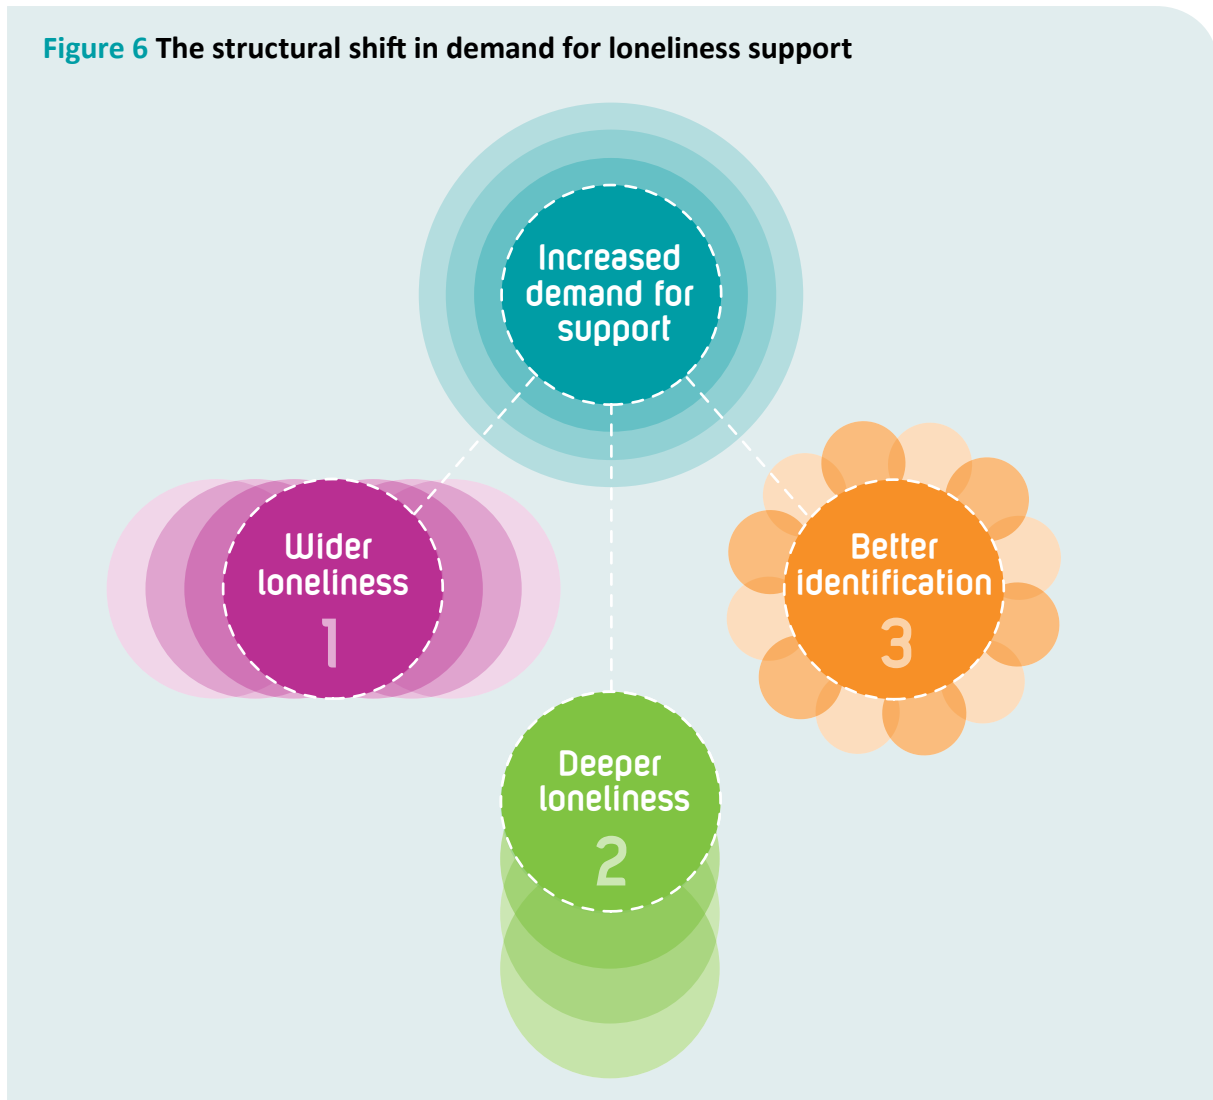 Figure 6 The structural shift in demand for loneliness support
Increased
demand for
support
Wider
loneliness
1
Better
identification
3
Deeper
loneliness
2